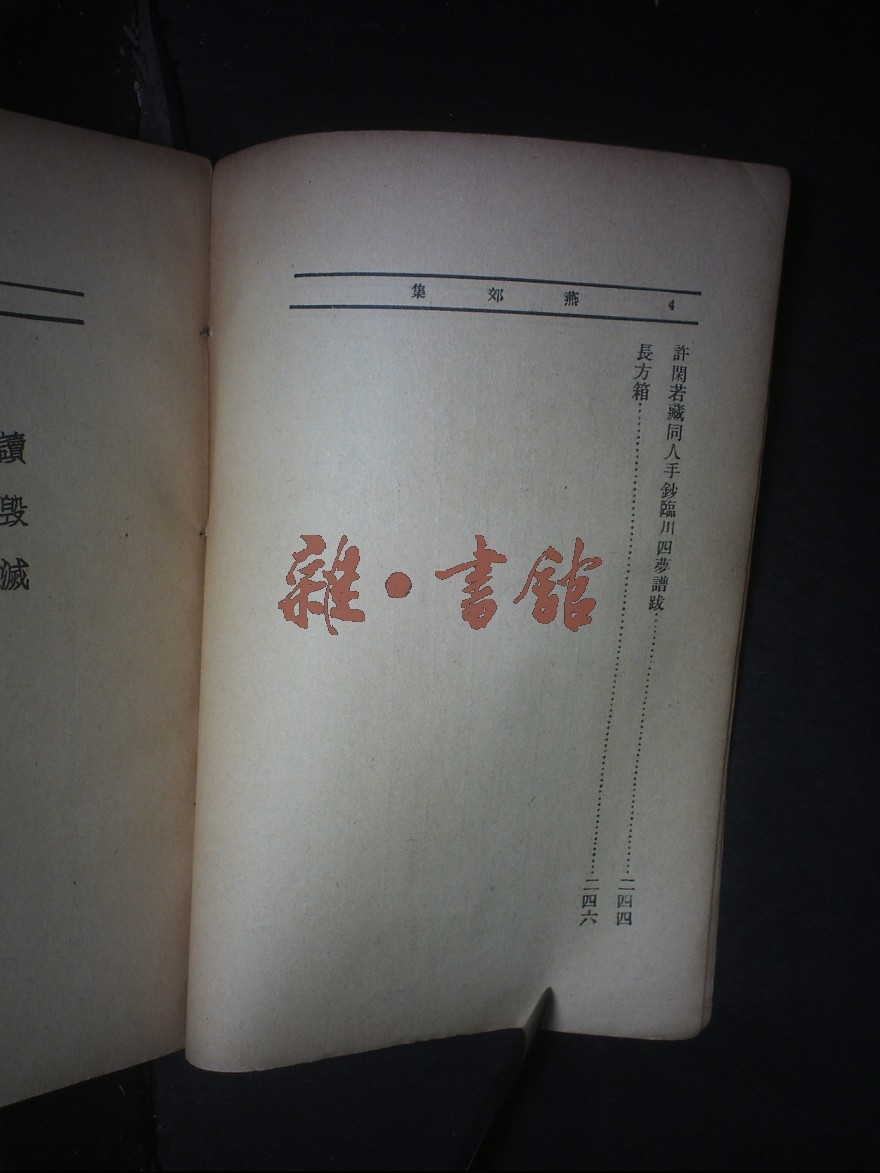 4 燕郊集
許閑若藏同人手鈔臨川四夢譜跋……二四四
長方箱……二四六
讀毀滅
雜·書館